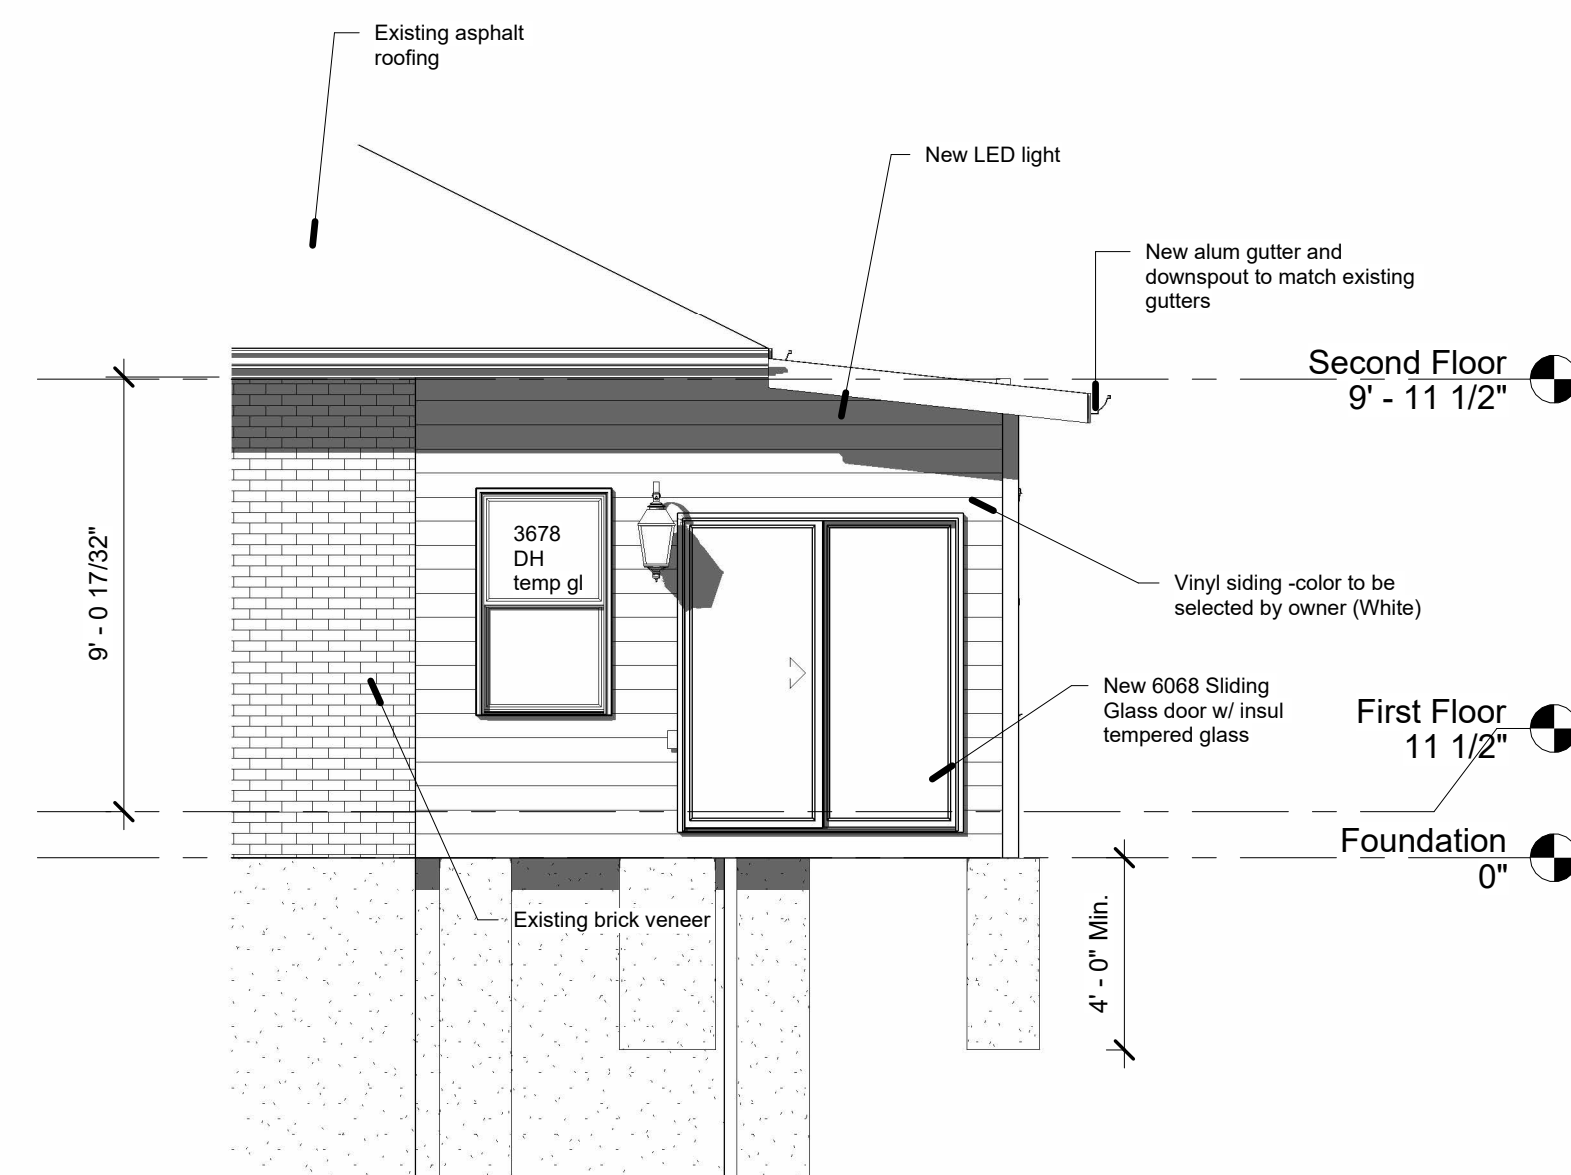 Existing asphalt
roofing
New LED light
New alum gutter and
downspout to match existing
gutters
Second Floor
9' - 11 1/2"
3678
DH
temp gl
9' - 0 17/32"
Vinyl siding -color to be
selected by owner (White)
New 6068 Sliding
Glass door w/ insul
tempered glass
First Floor
11 1/2"
Foundation
0"
Existing brick veneer
4' - 0" Min.